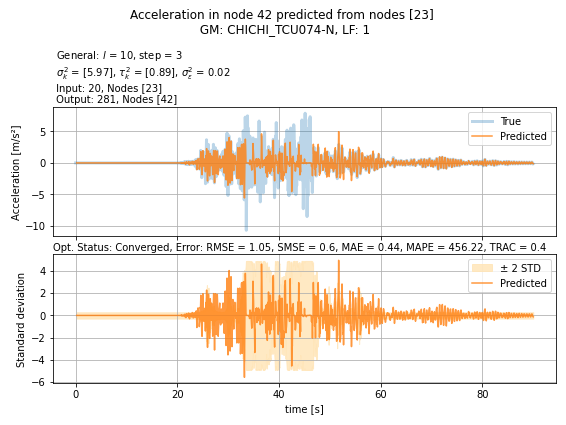 Acceleration in node 42 predicted from nodes [23]
GM: CHICHI_TCU074-N, LF: 1
General: l = 10, step = 3
σ²ₖ = [5.97], τ²ₖ = [0.89], σ²ε = 0.02
Input: 20, Nodes [23]
Output: 281, Nodes [42]
Acceleration [m/s²]
5
0
−5
−10
True
Predicted
Opt. Status: Converged, Error: RMSE = 1.05, SMSE = 0.6, MAE = 0.44, MAPE = 456.22, TRAC = 0.4
Standard deviation
4
2
0
−2
−4
−6
± 2 STD
Predicted
0 20 40 60 80
time [s]